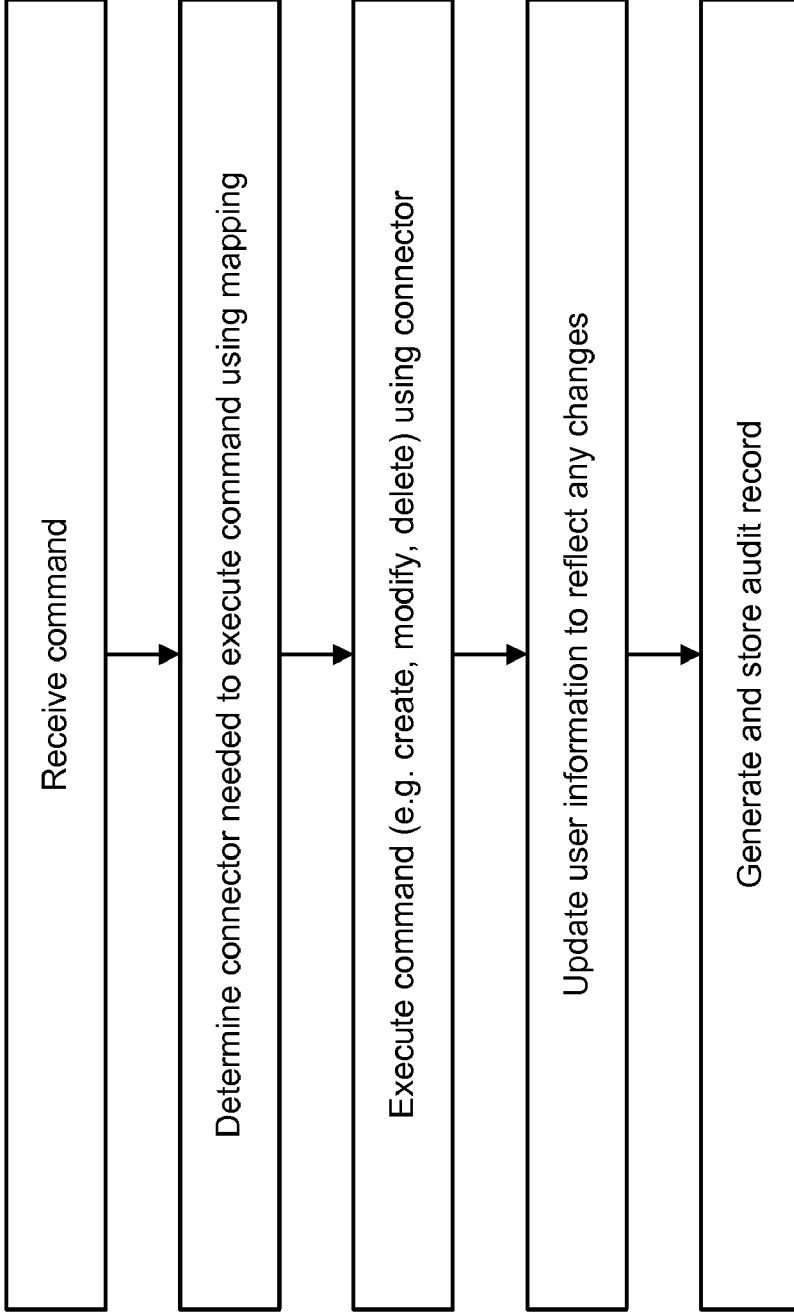 Receive command
Determine connector needed to execute command using mapping
Execute command (e.g. create, modify, delete) using connector
Update user information to reflect any changes
Generate and store audit record